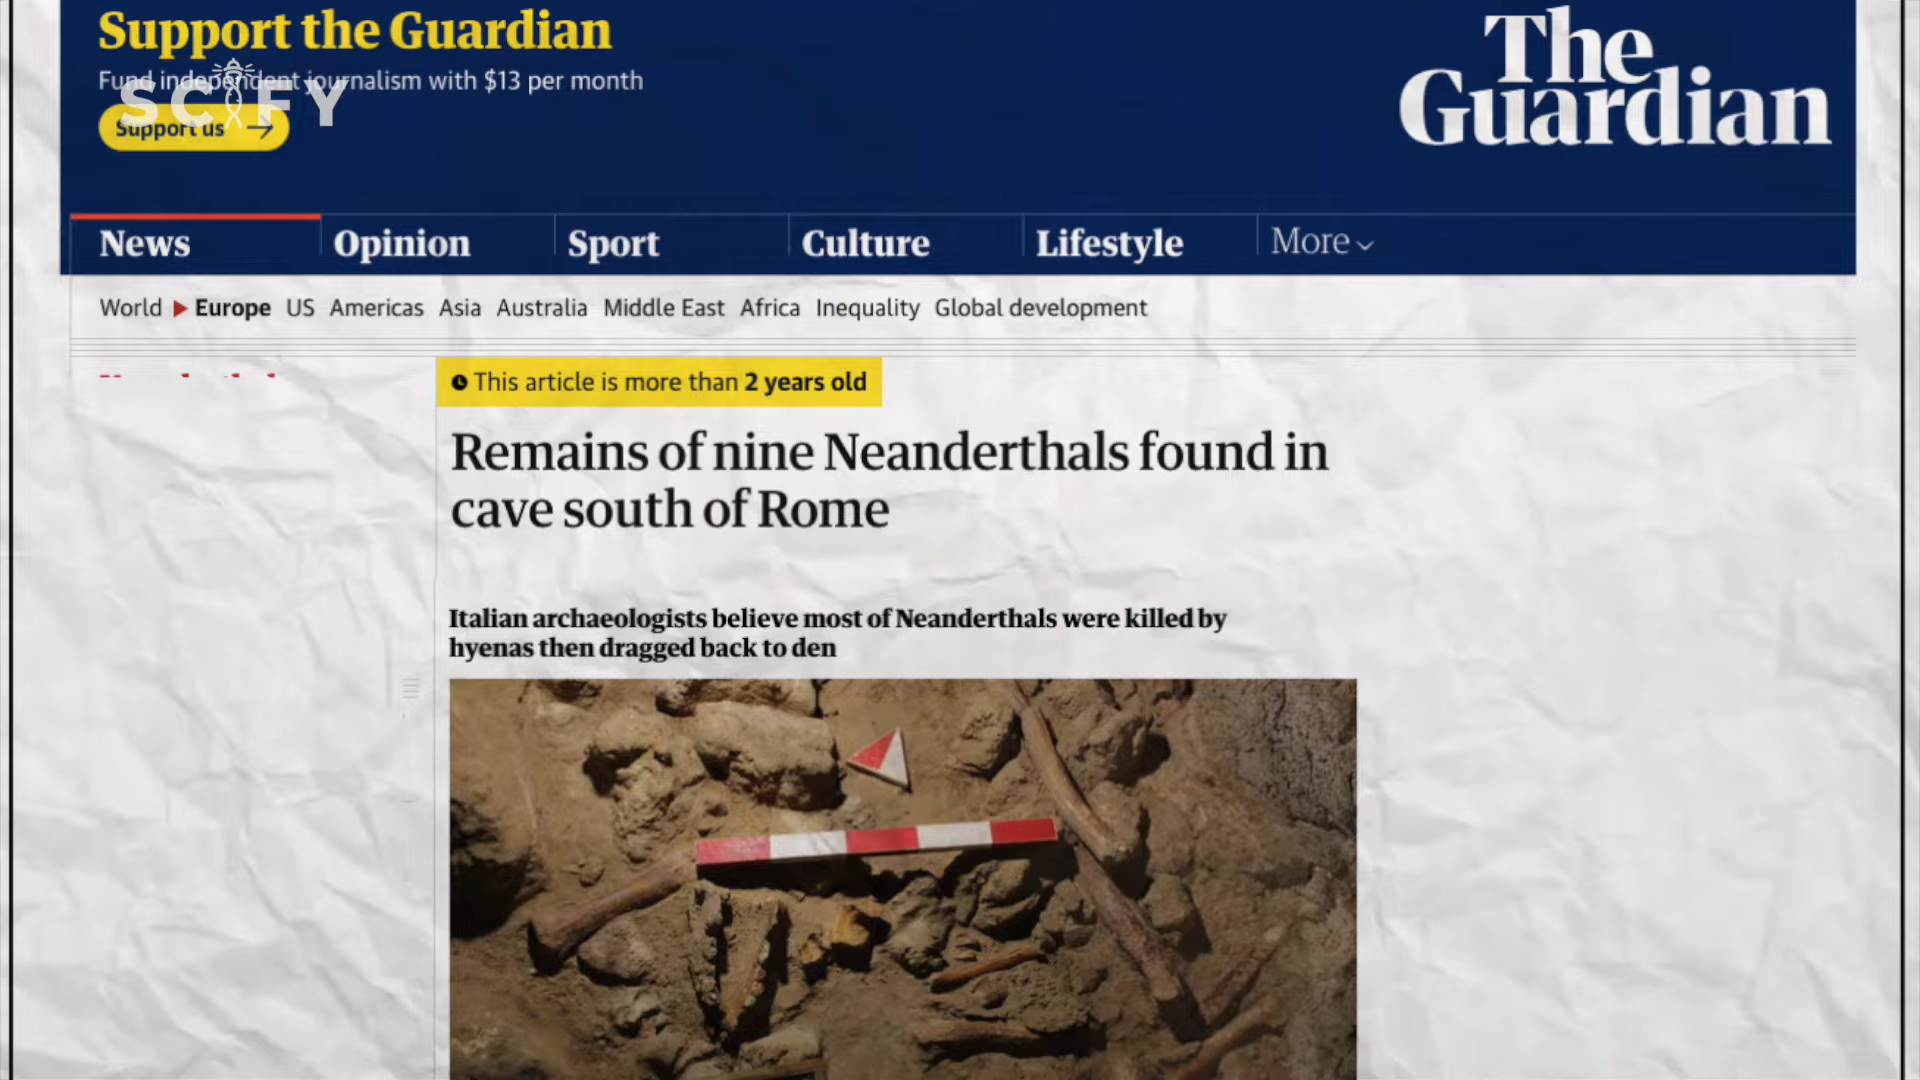 Support the Guardian
Fund independent journalism with $13 per month
SCIFY
Support us
The
Guardian
News Opinion Sport Culture Lifestyle More
World Europe US Americas Asia Australia Middle East Africa Inequality Global development
This article is more than 2 years old
Remains of nine Neanderthals found in
cave south of Rome
Italian archaeologists believe most of Neanderthals were killed by
hyenas then dragged back to den